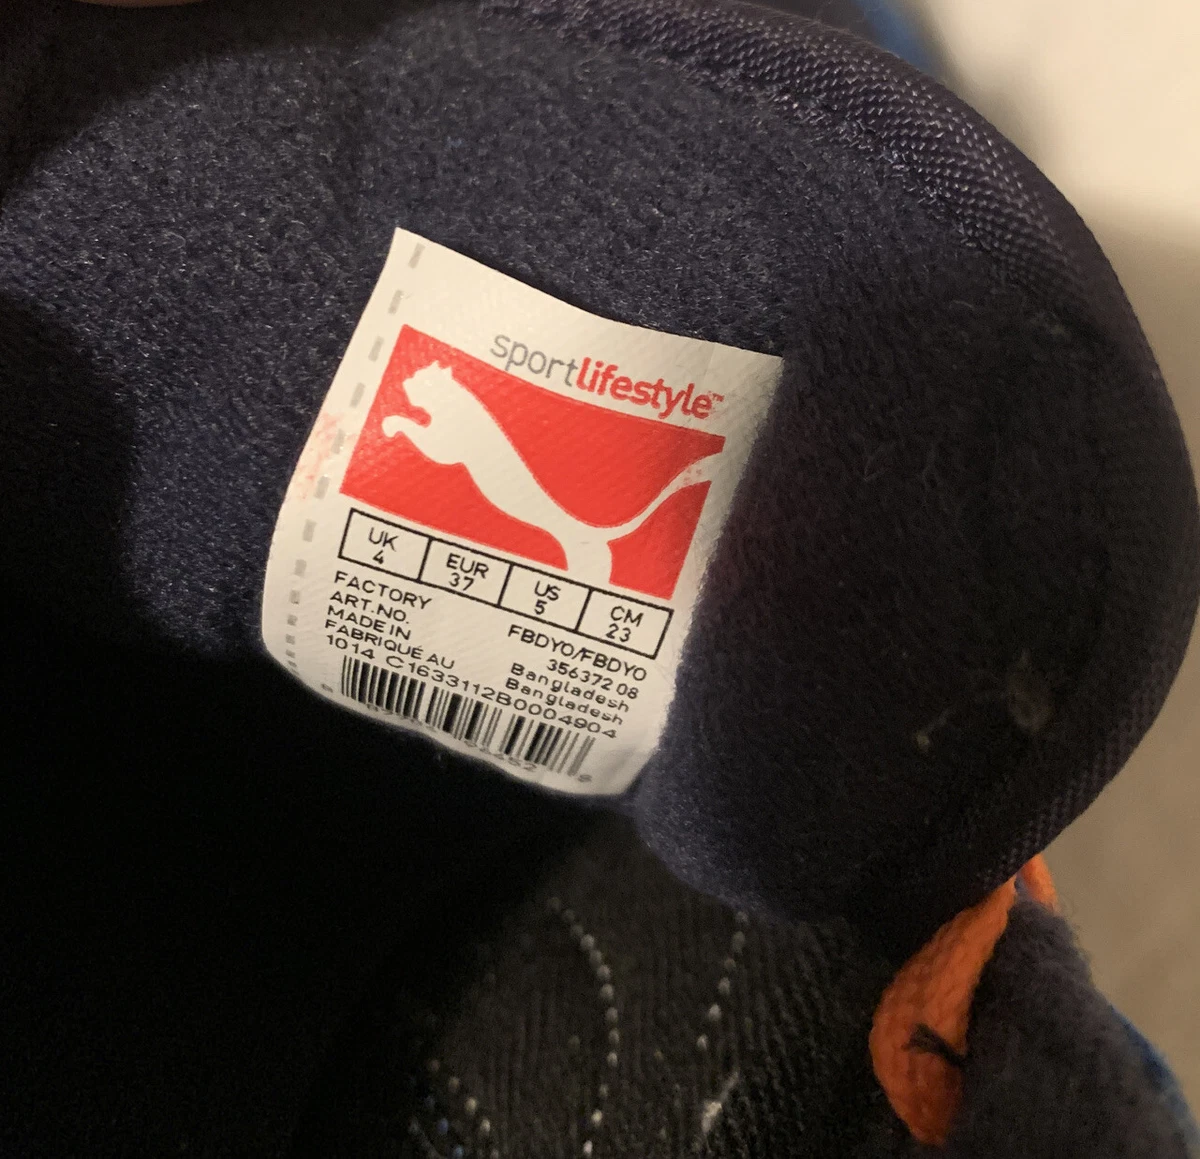 sportlifestyle™
UK EUR US CM
4 37 5 23
FACTORY FBDYO/FBDYO
ART.NO. 356372 08
MADE IN Bangladesh
FABRIQUÉ AU Bangladesh
1014 C1633112B0004904